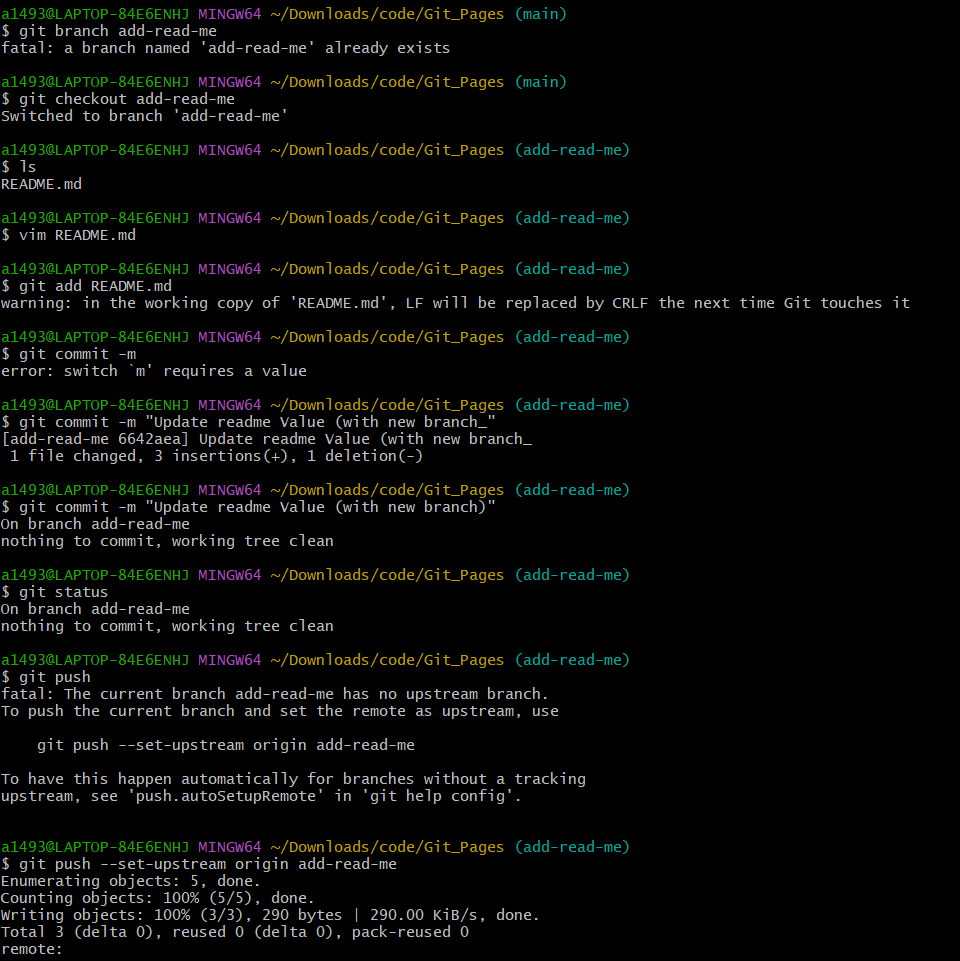 a1493@LAPTOP-84E6ENHJ MINGW64 ~/Downloads/code/Git_Pages (main)
$ git branch add-read-me
fatal: a branch named 'add-read-me' already exists
a1493@LAPTOP-84E6ENHJ MINGW64 ~/Downloads/code/Git_Pages (main)
$ git checkout add-read-me
Switched to branch 'add-read-me'
a1493@LAPTOP-84E6ENHJ MINGW64 ~/Downloads/code/Git_Pages (add-read-me)
$ ls
README.md
a1493@LAPTOP-84E6ENHJ MINGW64 ~/Downloads/code/Git_Pages (add-read-me)
$ vim README.md
a1493@LAPTOP-84E6ENHJ MINGW64 ~/Downloads/code/Git_Pages (add-read-me)
$ git add README.md
warning: in the working copy of 'README.md', LF will be replaced by CRLF the next time Git touches it
a1493@LAPTOP-84E6ENHJ MINGW64 ~/Downloads/code/Git_Pages (add-read-me)
$ git commit -m
error: switch `m' requires a value
a1493@LAPTOP-84E6ENHJ MINGW64 ~/Downloads/code/Git_Pages (add-read-me)
$ git commit -m "Update readme Value (with new branch_"
[add-read-me 6642aea] Update readme Value (with new branch_
 1 file changed, 3 insertions(+), 1 deletion(-)
a1493@LAPTOP-84E6ENHJ MINGW64 ~/Downloads/code/Git_Pages (add-read-me)
$ git commit -m "Update readme Value (with new branch)"
On branch add-read-me
nothing to commit, working tree clean
a1493@LAPTOP-84E6ENHJ MINGW64 ~/Downloads/code/Git_Pages (add-read-me)
$ git status
On branch add-read-me
nothing to commit, working tree clean
a1493@LAPTOP-84E6ENHJ MINGW64 ~/Downloads/code/Git_Pages (add-read-me)
$ git push
fatal: The current branch add-read-me has no upstream branch.
To push the current branch and set the remote as upstream, use
    git push --set-upstream origin add-read-me
To have this happen automatically for branches without a tracking
upstream, see 'push.autoSetupRemote' in 'git help config'.
a1493@LAPTOP-84E6ENHJ MINGW64 ~/Downloads/code/Git_Pages (add-read-me)
$ git push --set-upstream origin add-read-me
Enumerating objects: 5, done.
Counting objects: 100% (5/5), done.
Writing objects: 100% (3/3), 290 bytes | 290.00 KiB/s, done.
Total 3 (delta 0), reused 0 (delta 0), pack-reused 0
remote: